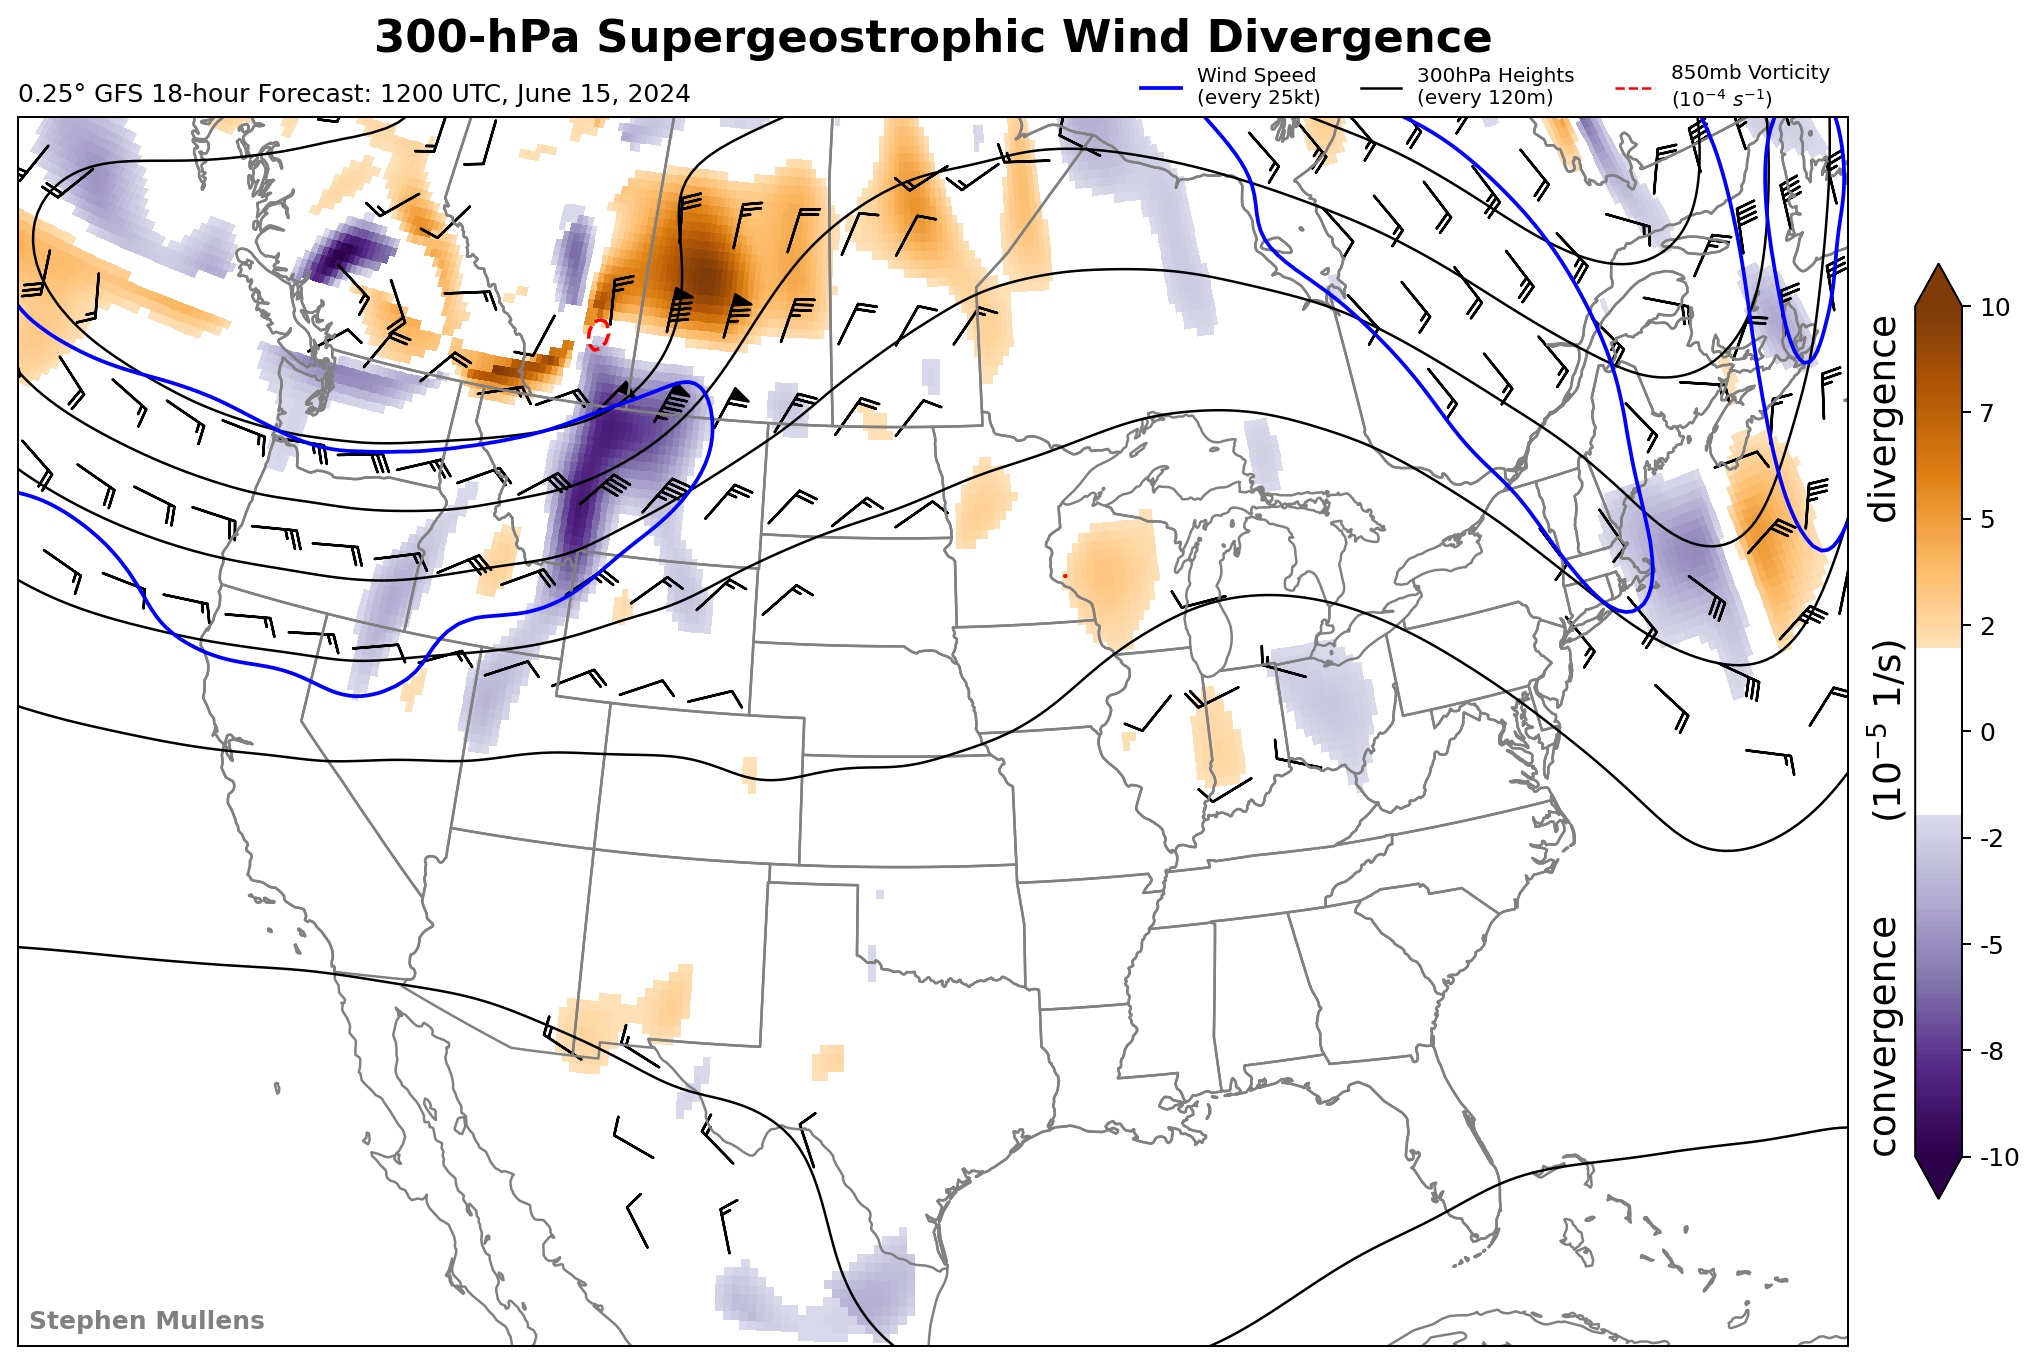 300-hPa Supergeostrophic Wind Divergence
0.25° GFS 18-hour Forecast: 1200 UTC, June 15, 2024
Wind Speed
(every 25kt)
300hPa Heights
(every 120m)
850mb Vorticity
(10⁻⁴ s⁻¹)
10
7
5
2
0
-2
-5
-8
-10
convergence (10⁻⁵ 1/s) divergence
Stephen Mullens